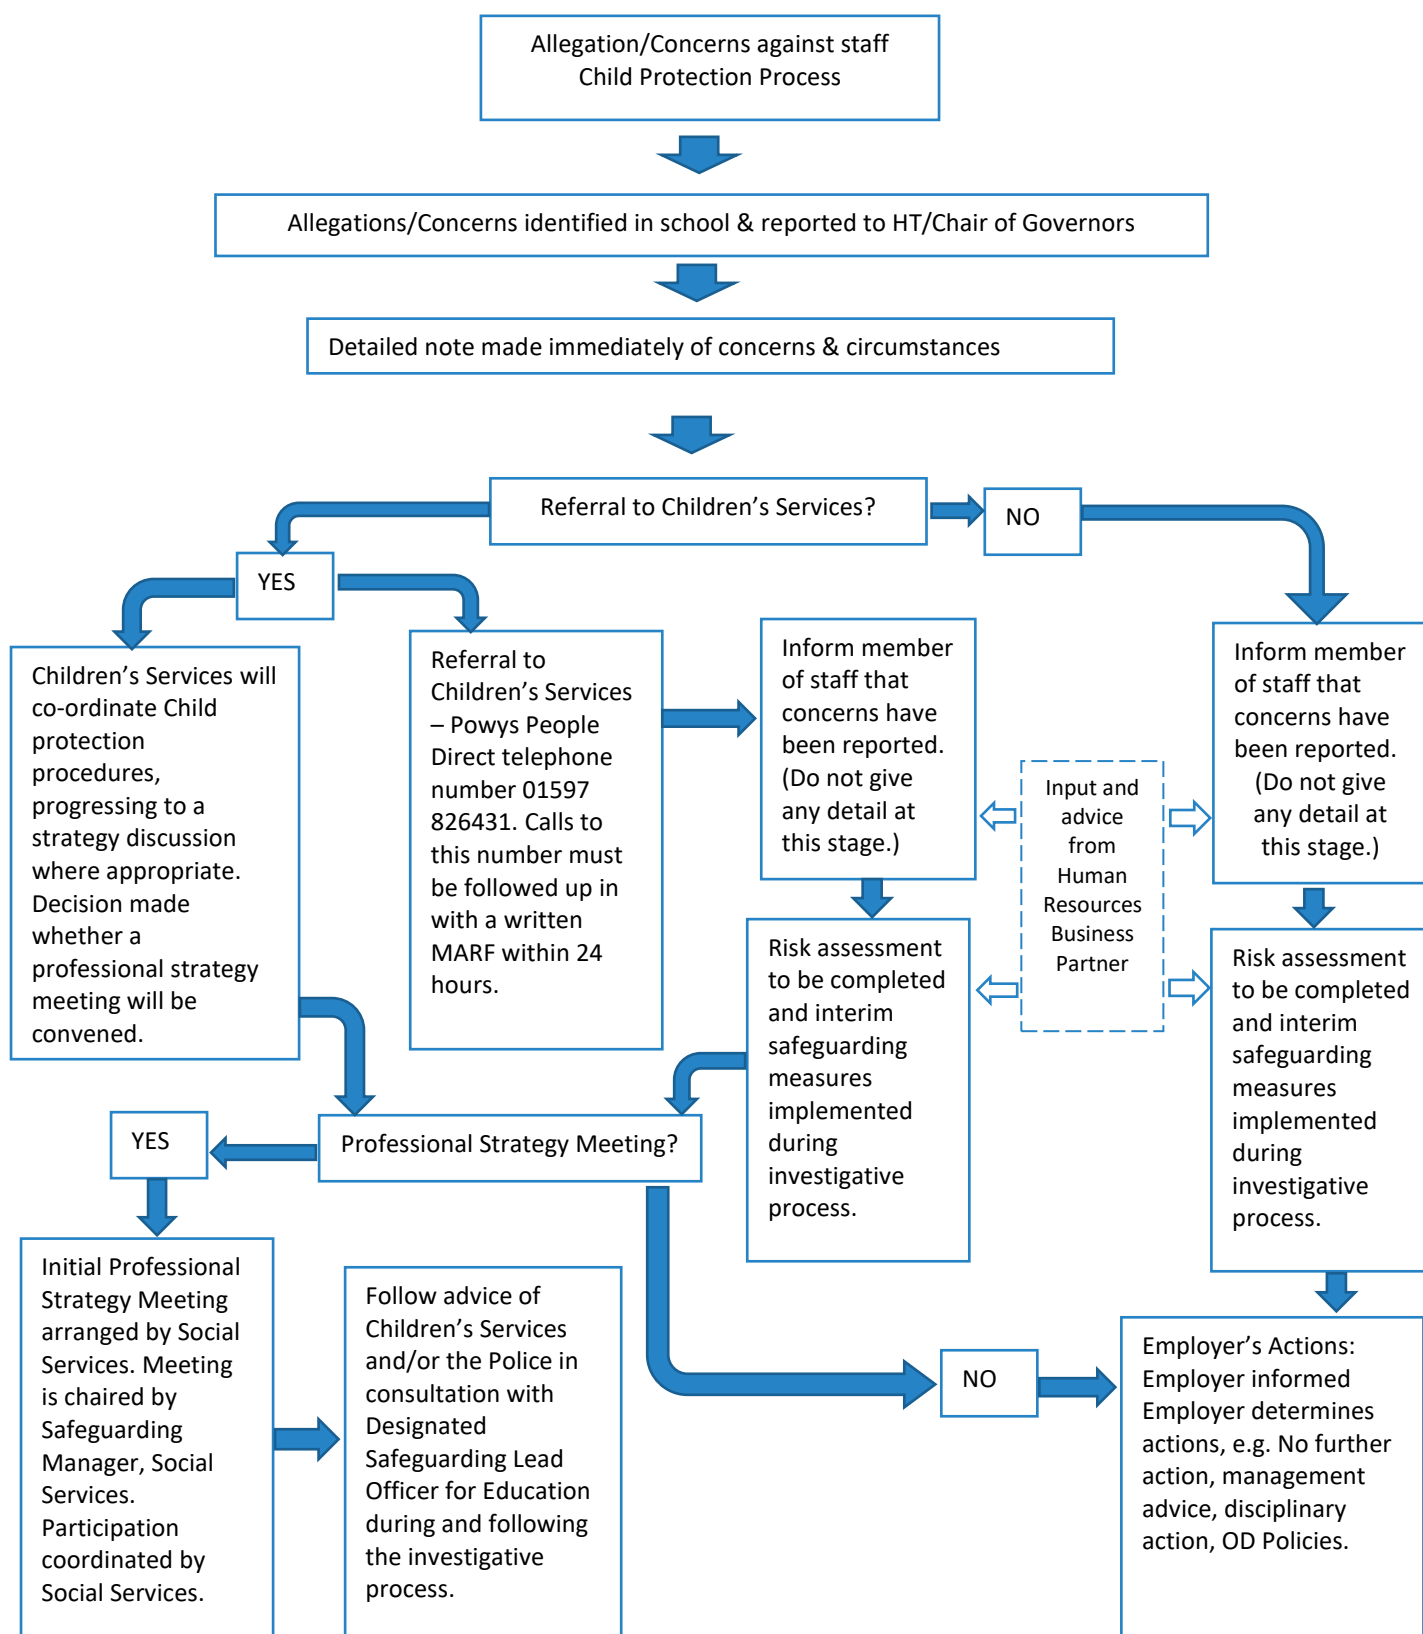 Allegation/Concerns against staff
Child Protection Process
Allegations/Concerns identified in school & reported to HT/Chair of Governors
Detailed note made immediately of concerns & circumstances
Referral to Children’s Services?
NO
YES
Children’s Services will
co-ordinate Child
protection
procedures,
progressing to a
strategy discussion
where appropriate.
Decision made
whether a
professional strategy
meeting will be
convened.
Referral to
Children’s Services
– Powys People
Direct telephone
number 01597
826431. Calls to
this number must
be followed up in
with a written
MARF within 24
hours.
Inform member
of staff that
concerns have
been reported.
(Do not give
any detail at
this stage.)
Input and
advice
from
Human
Resources
Business
Partner
Inform member
of staff that
concerns have
been reported.
(Do not give
any detail at
this stage.)
Risk assessment
to be completed
and interim
safeguarding
measures
implemented
during
investigative
process.
Risk assessment
to be completed
and interim
safeguarding
measures
implemented
during
investigative
process.
YES
Professional Strategy Meeting?
Initial Professional
Strategy Meeting
arranged by Social
Services. Meeting
is chaired by
Safeguarding
Manager, Social
Services.
Participation
coordinated by
Social Services.
Follow advice of
Children’s Services
and/or the Police in
consultation with
Designated
Safeguarding Lead
Officer for Education
during and following
the investigative
process.
NO
Employer’s Actions:
Employer informed
Employer determines
actions, e.g. No further
action, management
advice, disciplinary
action, OD Policies.